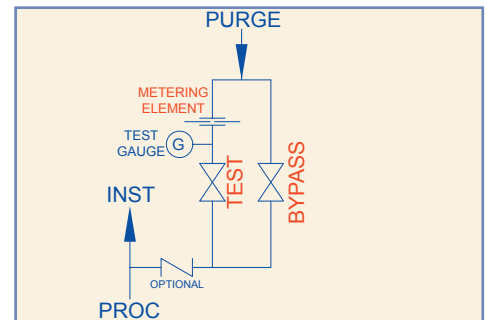 PURGE
METERING
ELEMENT
TEST
GAUGE
G
TEST
BYPASS
INST
OPTIONAL
PROC